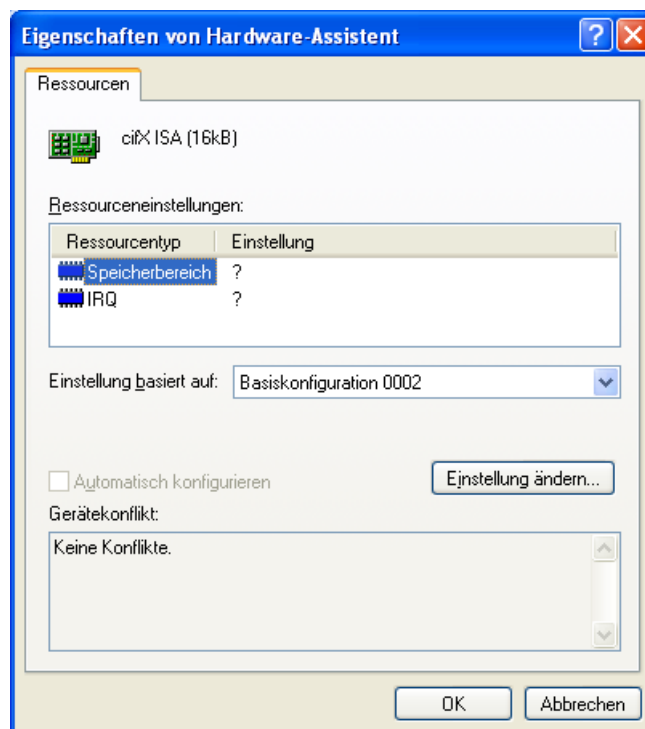 Eigenschaften von Hardware-Assistent
Ressourcen
cifX ISA (16kB)
Ressourceneinstellungen:
Ressourcentyp Einstellung
Speicherbereich ?
IRQ ?
Einstellung basiert auf: Basiskonfiguration 0002
Automatisch konfigurieren Einstellung ändern...
Gerätekonflikt:
Keine Konflikte.
OK Abbrechen